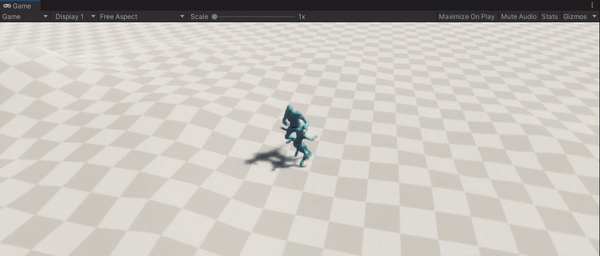 Game
Game Display 1 Free Aspect Scale 1x Maximize On Play Mute Audio Stats Gizmos